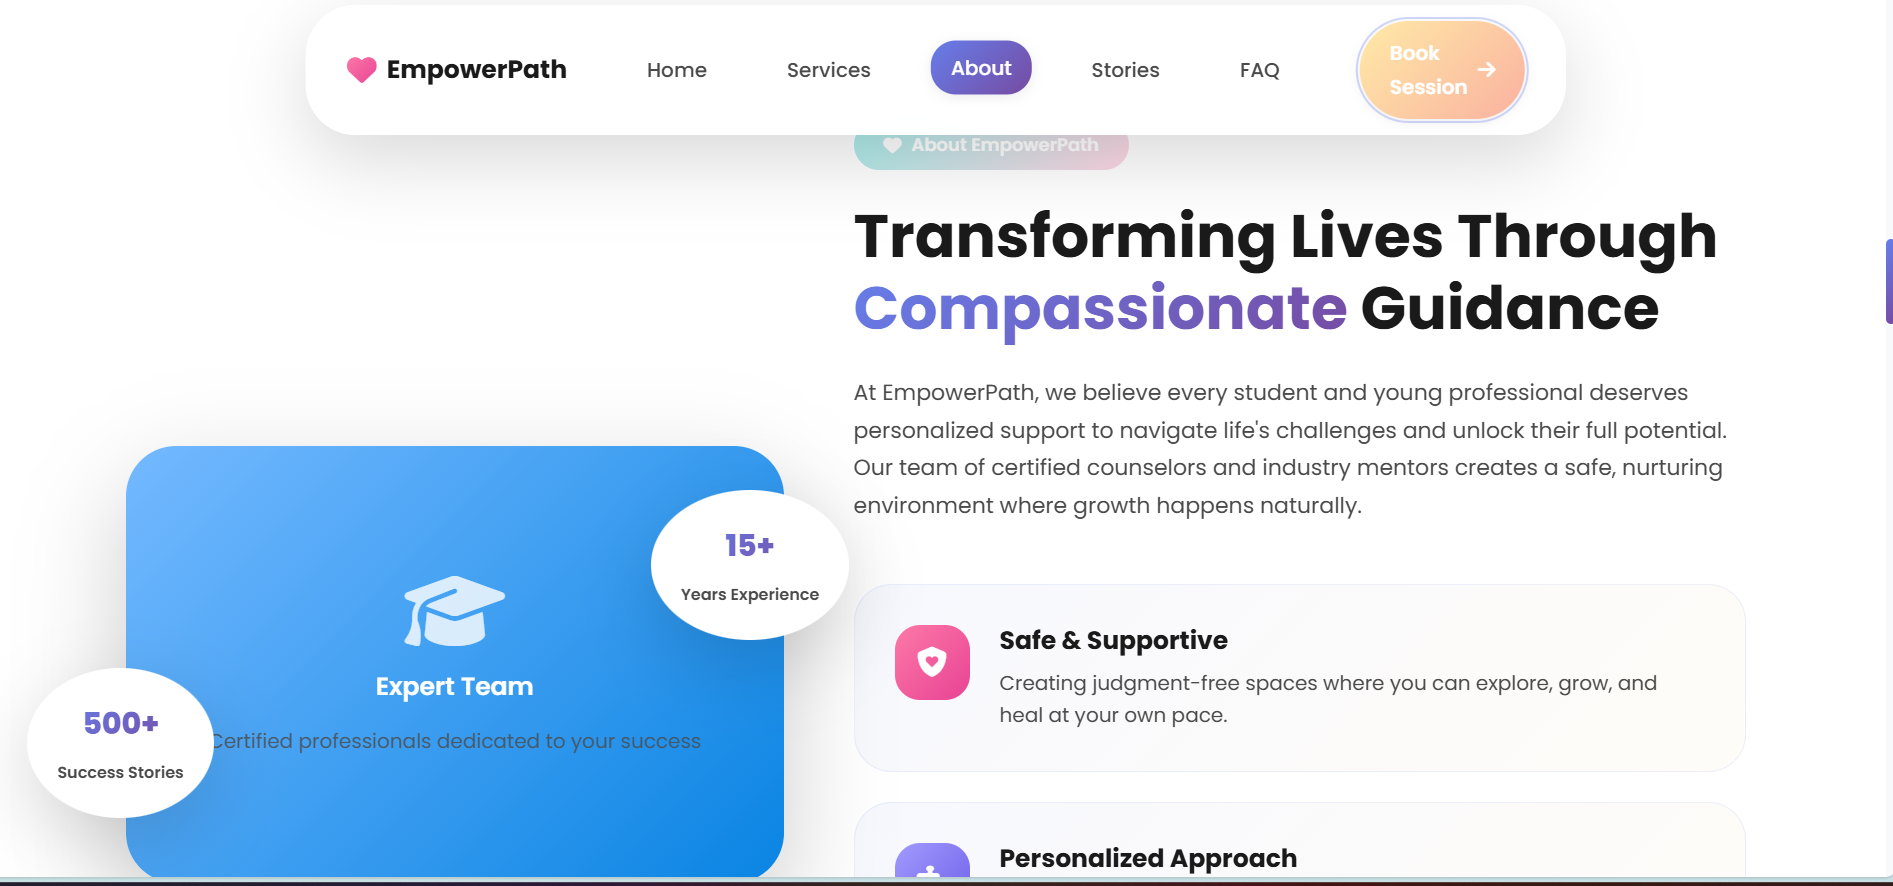 EmpowerPath
Home
Services
About
Stories
FAQ
Book
Session
About EmpowerPath
Transforming Lives Through
Compassionate Guidance
At EmpowerPath, we believe every student and young professional deserves
personalized support to navigate life's challenges and unlock their full potential.
Our team of certified counselors and industry mentors creates a safe, nurturing
environment where growth happens naturally.
15+
Years Experience
Expert Team
Certified professionals dedicated to your success
500+
Success Stories
Safe & Supportive
Creating judgment-free spaces where you can explore, grow, and
heal at your own pace.
Personalized Approach